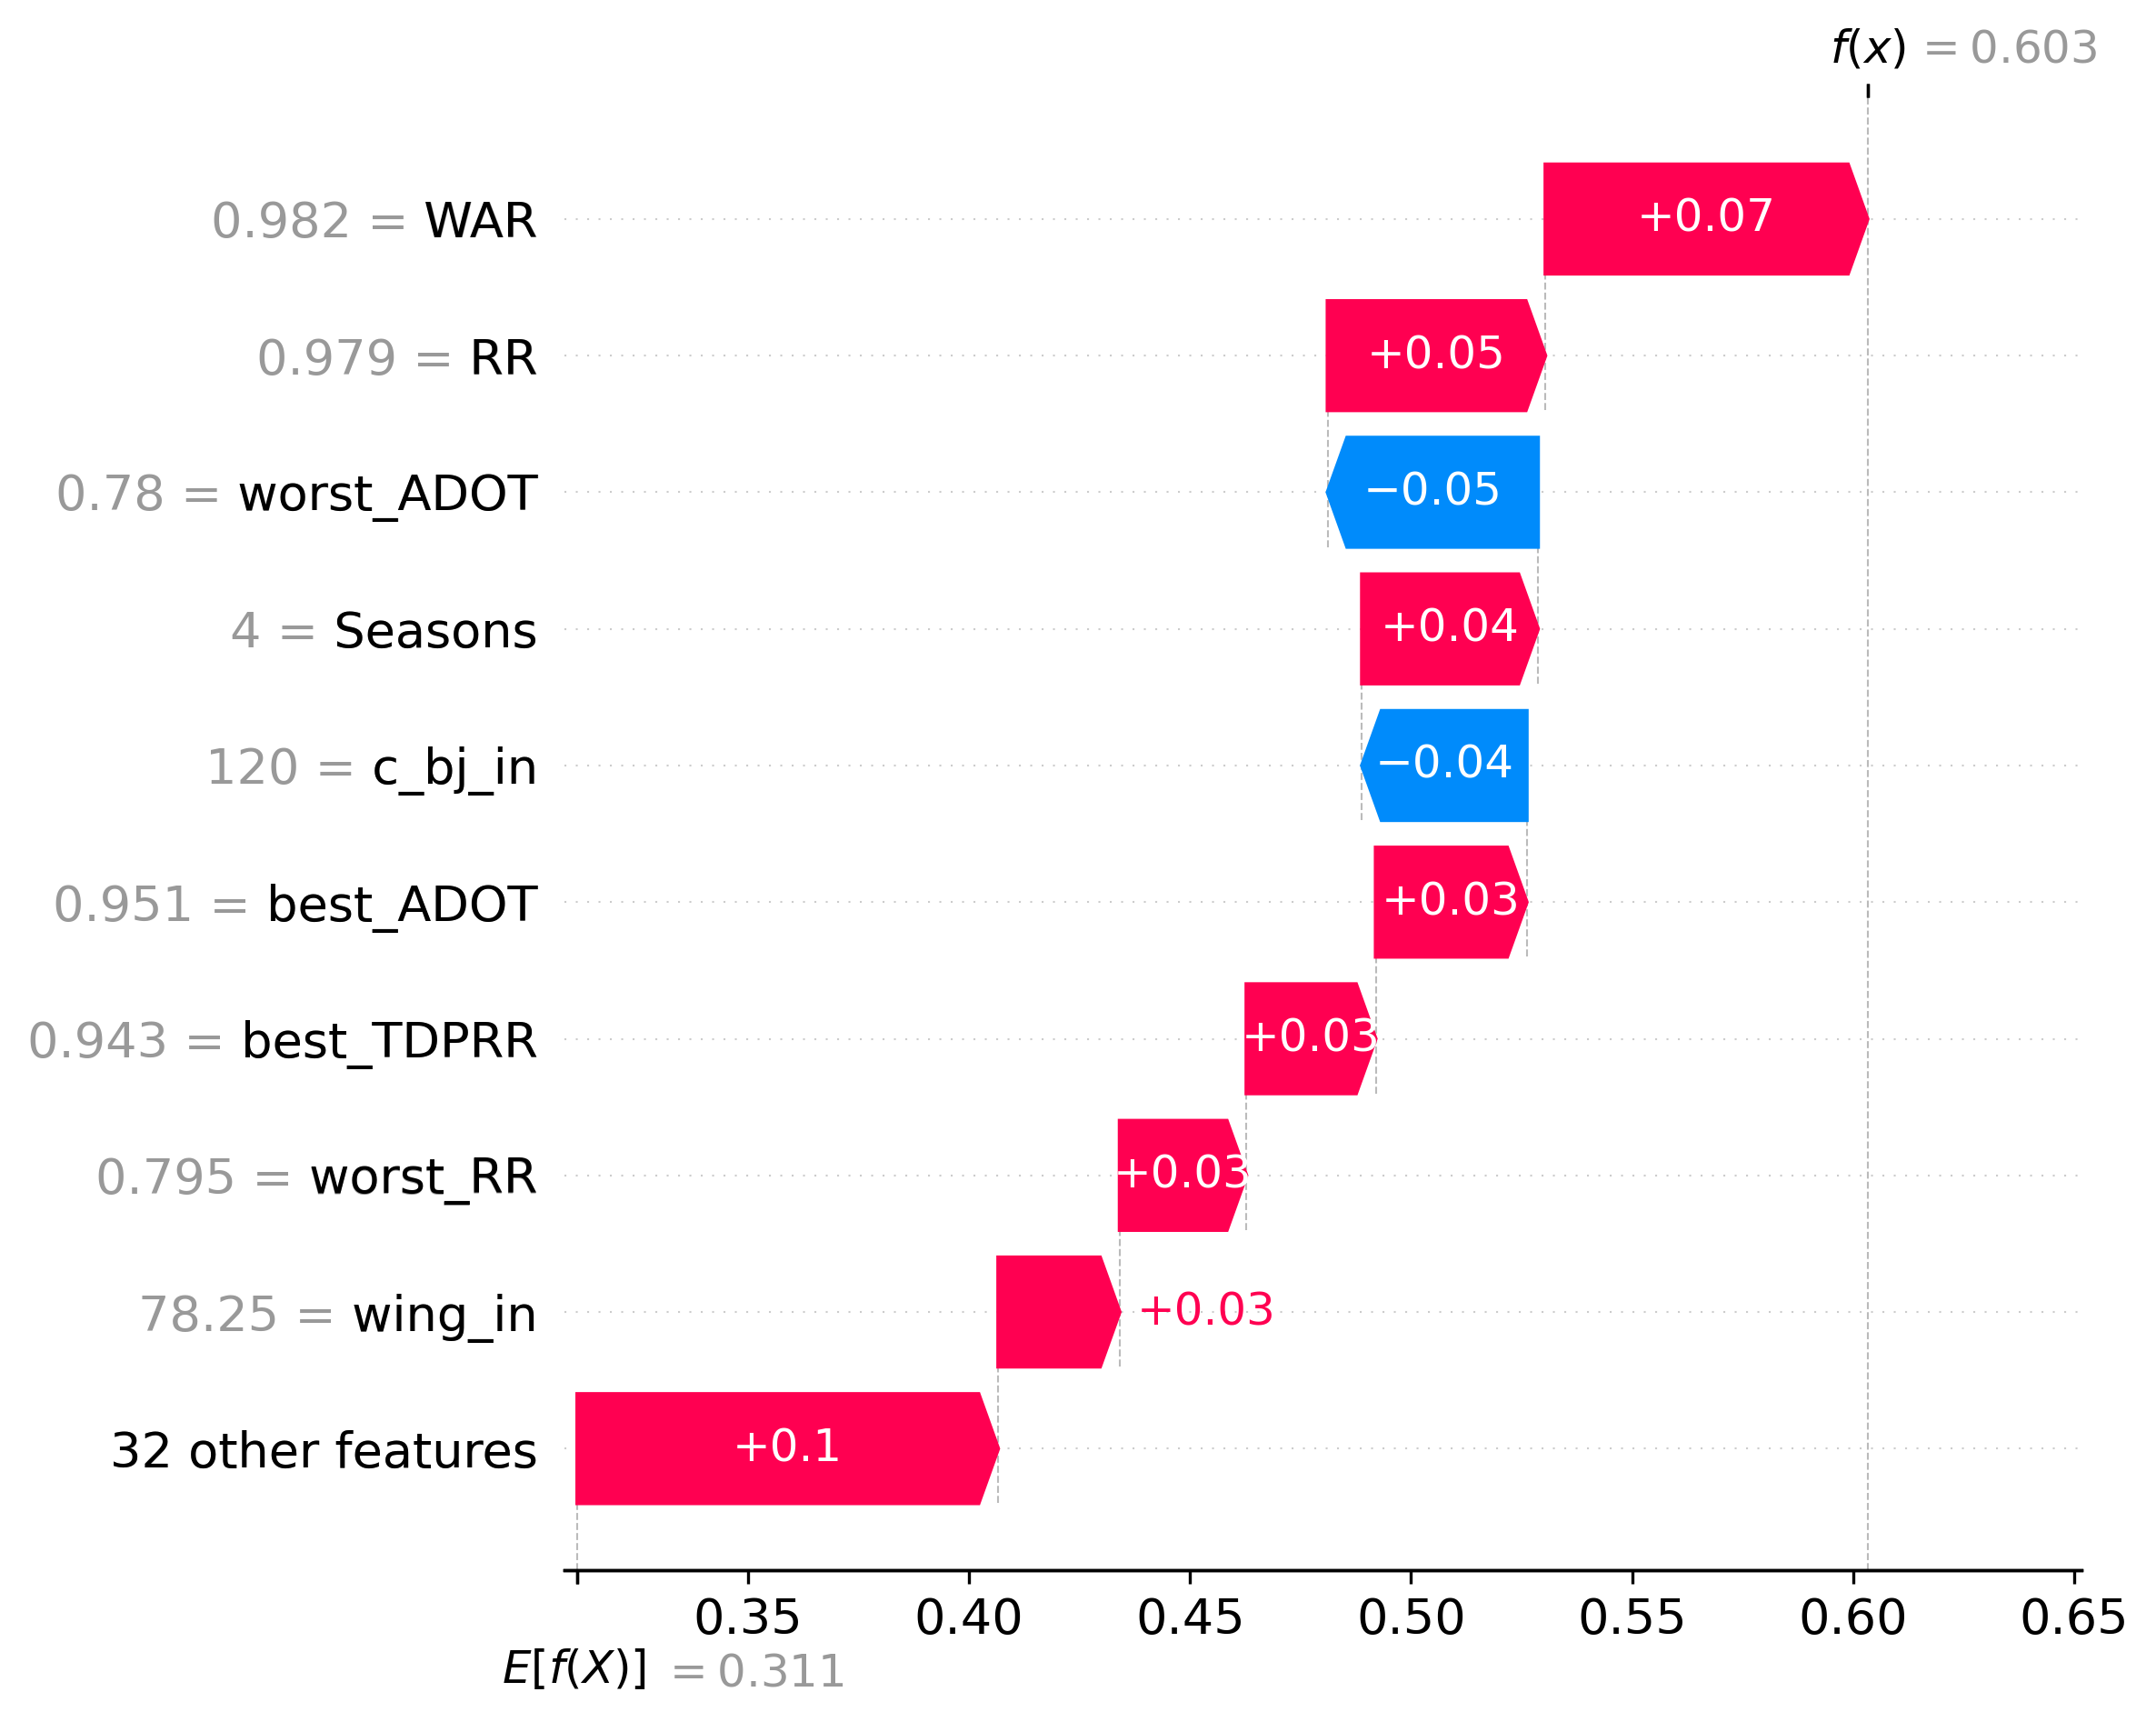 f(x) = 0.603
0.982 = WAR +0.07
0.979 = RR +0.05
0.78 = worst_ADOT −0.05
4 = Seasons +0.04
120 = c_bj_in −0.04
0.951 = best_ADOT +0.03
0.943 = best_TDPRR +0.03
0.795 = worst_RR +0.03
78.25 = wing_in +0.03
32 other features +0.1
0.35 0.40 0.45 0.50 0.55 0.60 0.65
E[f(X)] = 0.311